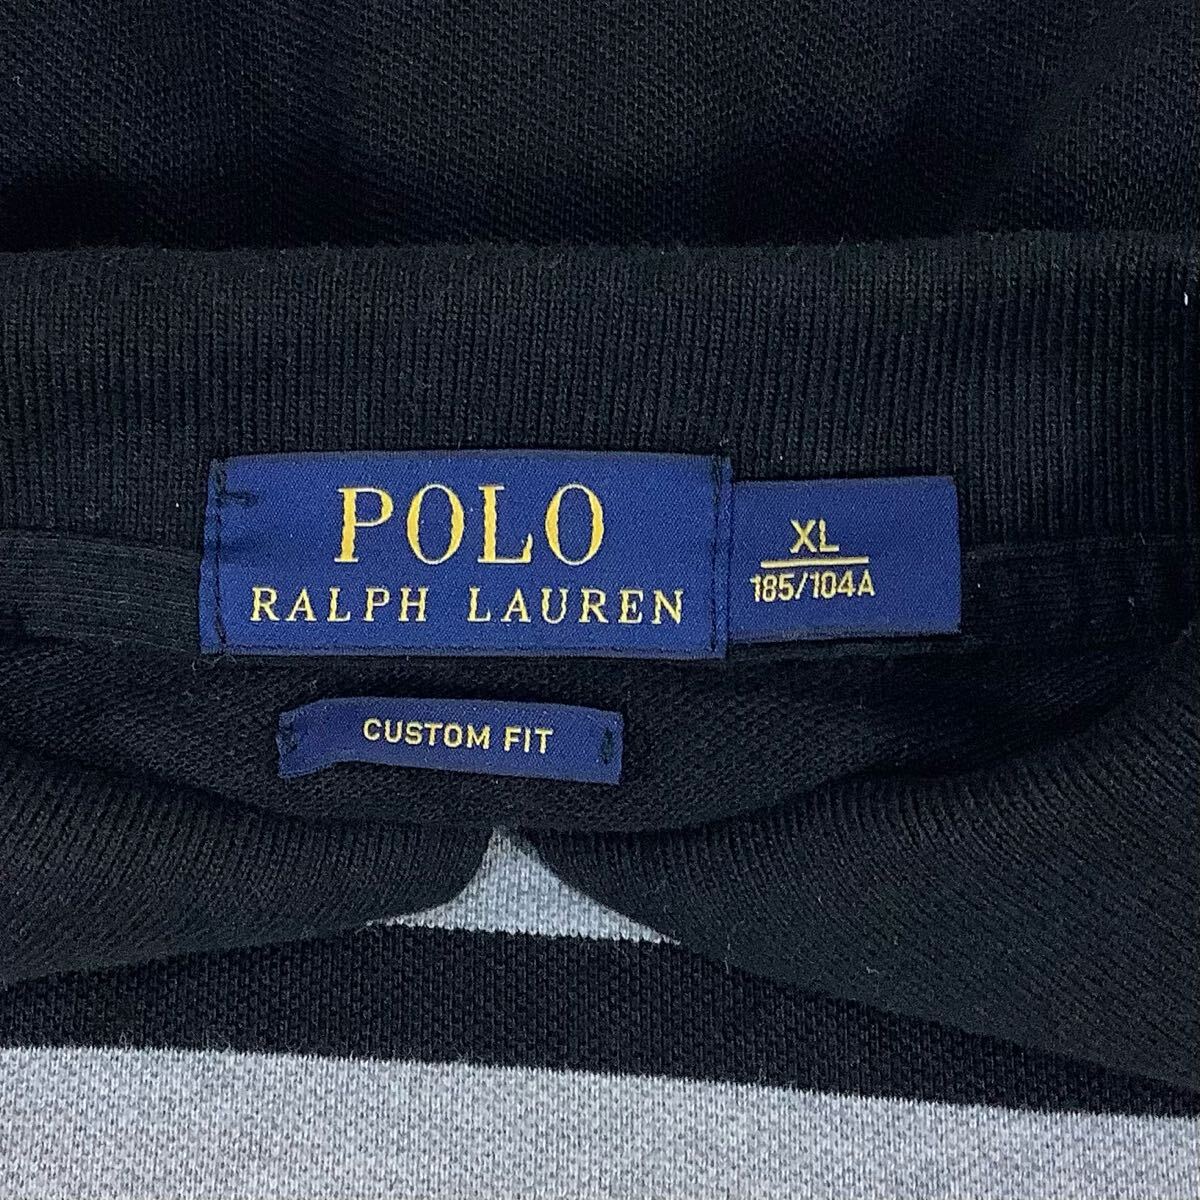 POLO
RALPH LAUREN
XL
185/104A
CUSTOM FIT